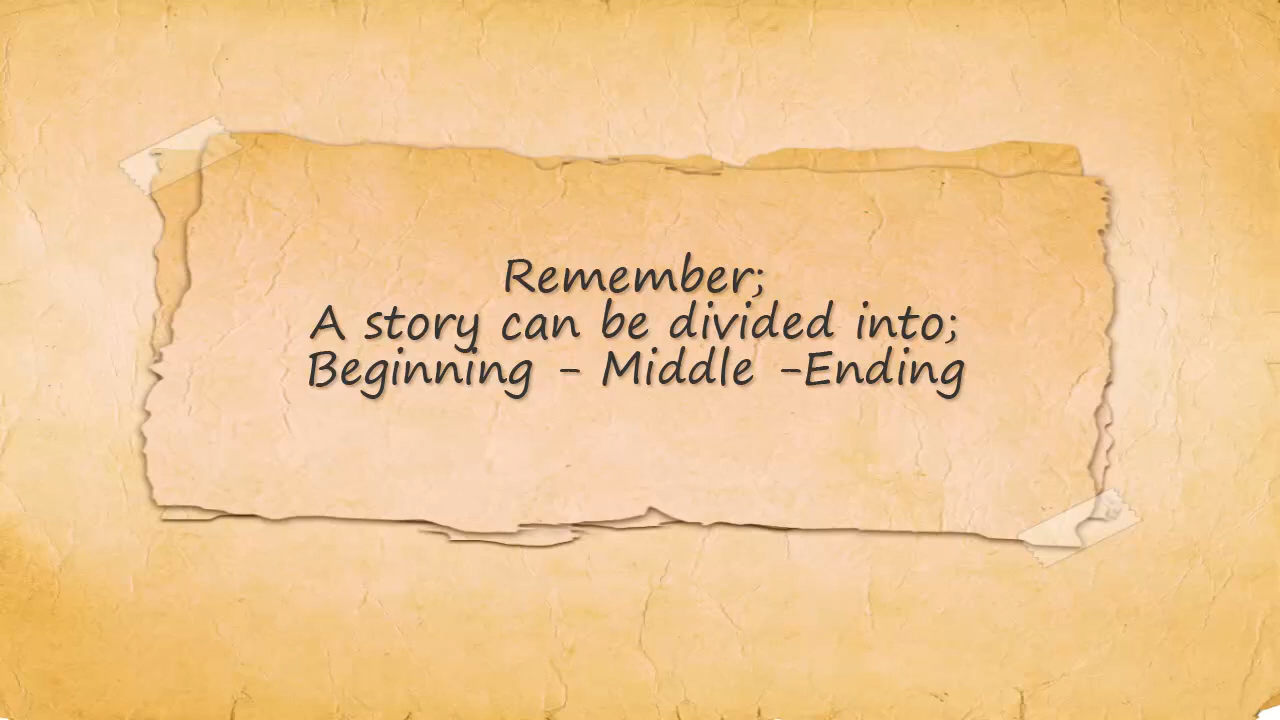 Remember;
A story can be divided into;
Beginning - Middle -Ending